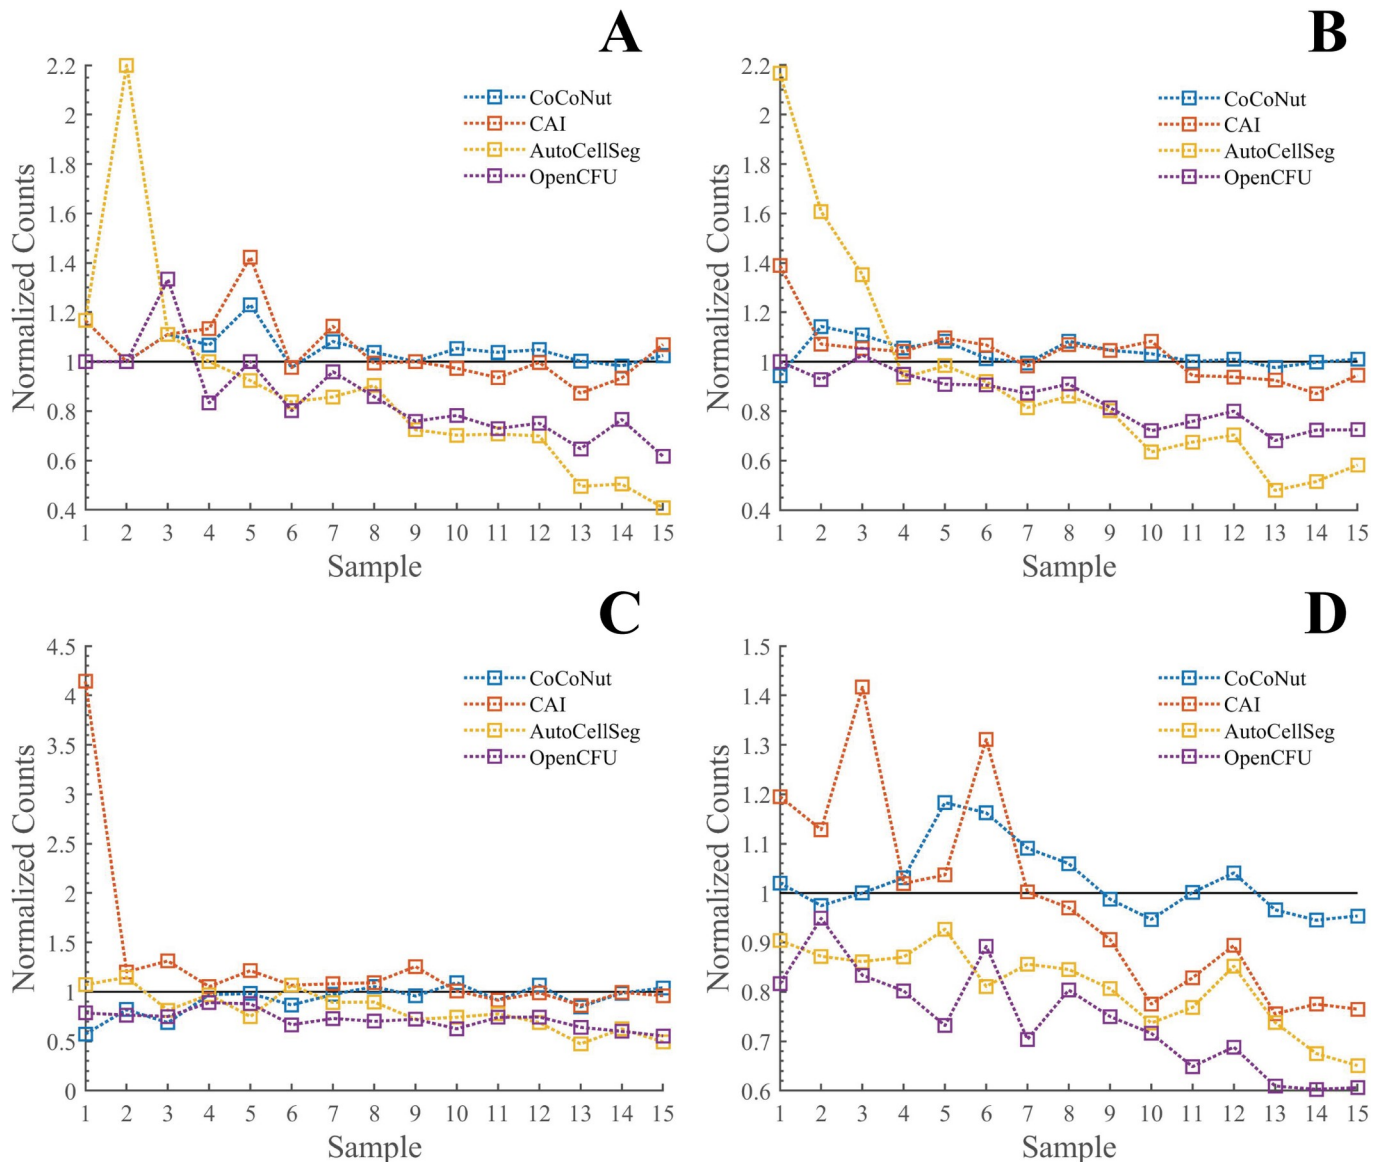 A
Normalized Counts
2.2
2
1.8
1.6
1.4
1.2
1
0.8
0.6
0.4
CoCoNut
CAI
AutoCellSeg
OpenCFU
1 2 3 4 5 6 7 8 9 10 11 12 13 14 15
Sample
B
Normalized Counts
2.2
2
1.8
1.6
1.4
1.2
1
0.8
0.6
0.4
CoCoNut
CAI
AutoCellSeg
OpenCFU
1 2 3 4 5 6 7 8 9 10 11 12 13 14 15
Sample
C
Normalized Counts
4.5
4
3.5
3
2.5
2
1.5
1
0.5
0
CoCoNut
CAI
AutoCellSeg
OpenCFU
1 2 3 4 5 6 7 8 9 10 11 12 13 14 15
Sample
D
Normalized Counts
1.5
1.4
1.3
1.2
1.1
1
0.9
0.8
0.7
0.6
CoCoNut
CAI
AutoCellSeg
OpenCFU
1 2 3 4 5 6 7 8 9 10 11 12 13 14 15
Sample